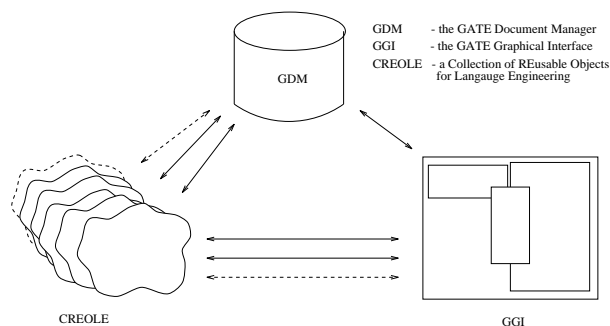 GDM - the GATE Document Manager
GGI - the GATE Graphical Interface
CREOLE - a Collection of REusable Objects
for Langauge Engineering
GDM
CREOLE
GGI